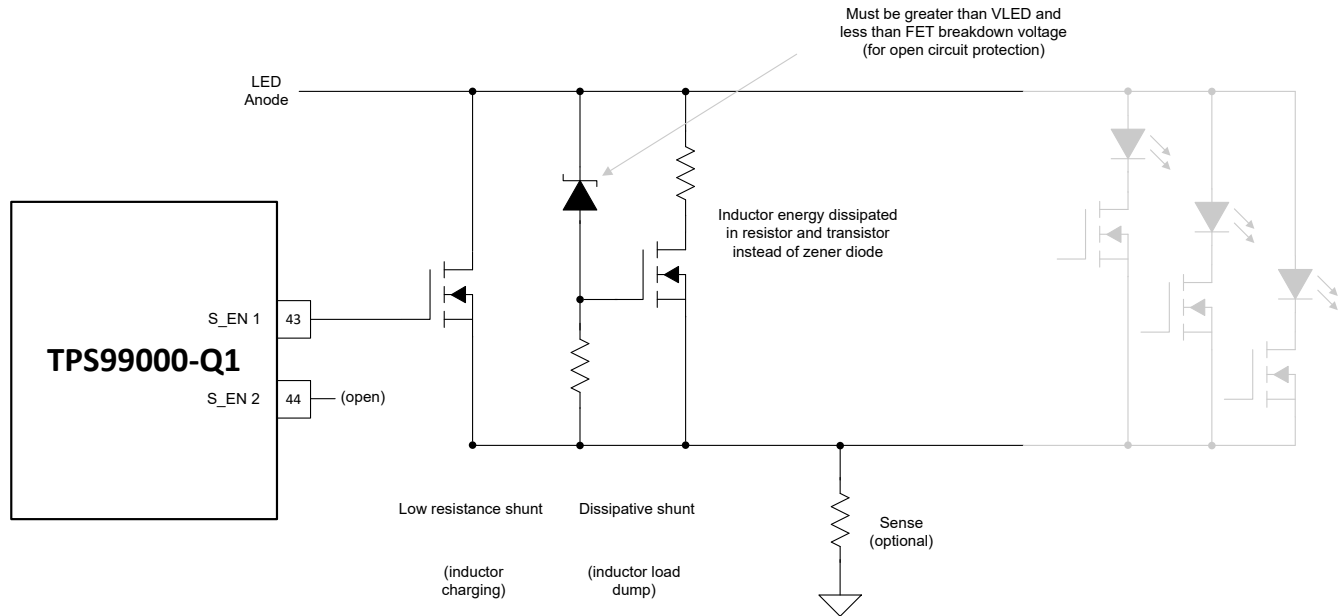 Must be greater than VLED and
less than FET breakdown voltage
(for open circuit protection)
LED
Anode
Inductor energy dissipated
in resistor and transistor
instead of zener diode
S_EN 1
43
TPS99000-Q1
S_EN 2
44
(open)
Low resistance shunt
Dissipative shunt
Sense
(optional)
(inductor
charging)
(inductor load
dump)